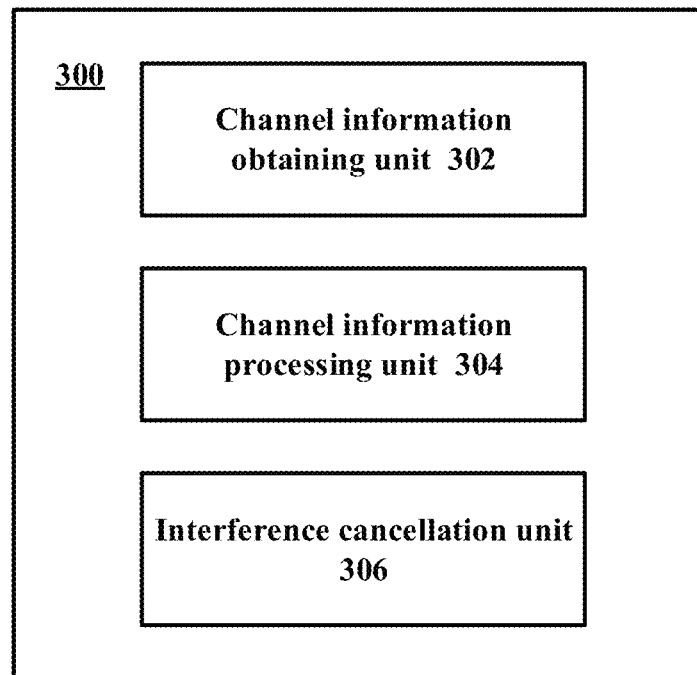 300
Channel information
obtaining unit 302
Channel information
processing unit 304
Interference cancellation unit
306